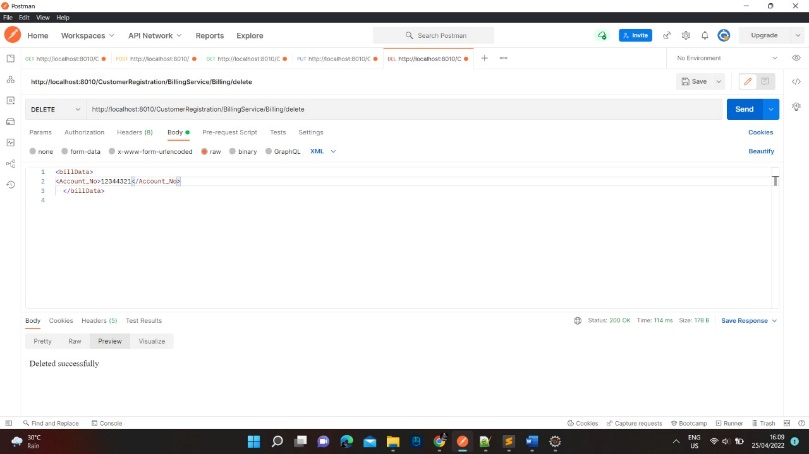 Postman
File Edit View Help
Home Workspaces API Network Reports Explore Search Postman Invite Upgrade
GET http://localhost:8010/C POST http://localhost:8010/C GET http://localhost:8010/C PUT http://localhost:8010/C DEL http://localhost:8010/C No Environment
http://localhost:8010/CustomerRegistration/BillingService/Billing/delete Save
DELETE http://localhost:8010/CustomerRegistration/BillingService/Billing/delete Send
Params Authorization Headers (8) Body Pre-request Script Tests Settings Cookies
none form-data x-www-form-urlencoded raw binary GraphQL XML Beautify
1 <billData>
2 <Account_No>12344321</Account_No>
3 </billData>
4
Body Cookies Headers (5) Test Results Status: 200 OK Time: 114 ms Size: 178 B Save Response
Pretty Raw Preview Visualize
Deleted successfully
Find and Replace Console Cookies Capture requests Bootcamp Runner Trash
30°C
Rain
ENG
US
16:09
25/04/2022